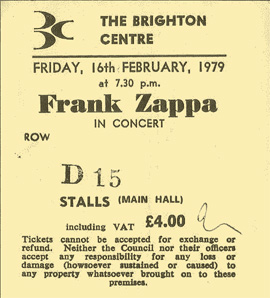 THE BRIGHTON
CENTRE
FRIDAY, 16th FEBRUARY, 1979
at 7.30 p.m.
Frank Zappa
IN CONCERT
ROW
D 15
STALLS (MAIN HALL)
including VAT £4.00
Tickets cannot be accepted for exchange or
refund. Neither the Council nor their officers
accept any responsibility for any loss or
damage (howsoever sustained or caused) to
any property whatsoever brought on to these
premises.